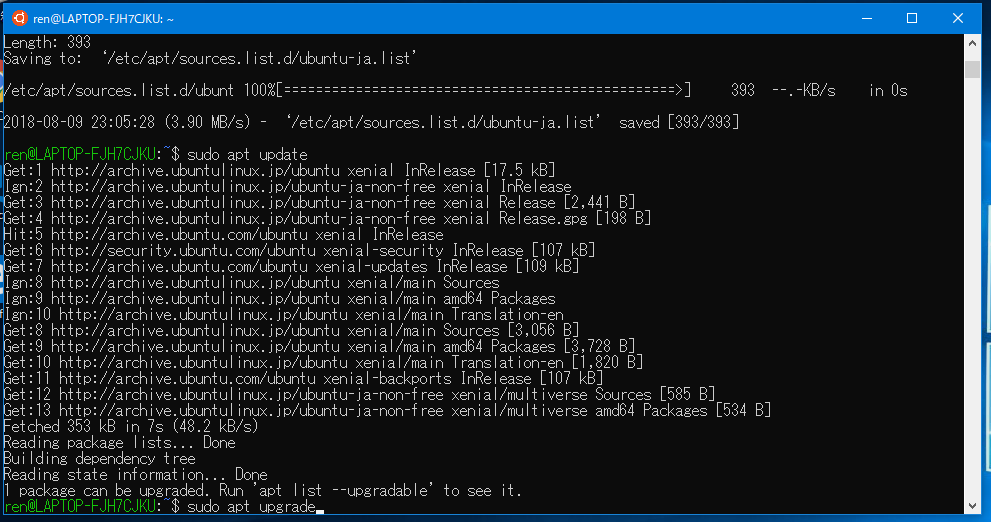 ren@LAPTOP-FJH7CJKU: ~
Length: 393
Saving to: ‘/etc/apt/sources.list.d/ubuntu-ja.list’
/etc/apt/sources.list.d/ubunt 100%[=================================================>] 393 --.-KB/s in 0s
2018-08-09 23:05:28 (3.90 MB/s) - ‘/etc/apt/sources.list.d/ubuntu-ja.list’ saved [393/393]
ren@LAPTOP-FJH7CJKU:~$ sudo apt update
Get:1 http://archive.ubuntulinux.jp/ubuntu xenial InRelease [17.5 kB]
Ign:2 http://archive.ubuntulinux.jp/ubuntu-ja-non-free xenial InRelease
Get:3 http://archive.ubuntulinux.jp/ubuntu-ja-non-free xenial Release [2,441 B]
Get:4 http://archive.ubuntulinux.jp/ubuntu-ja-non-free xenial Release.gpg [198 B]
Hit:5 http://archive.ubuntu.com/ubuntu xenial InRelease
Get:6 http://security.ubuntu.com/ubuntu xenial-security InRelease [107 kB]
Get:7 http://archive.ubuntu.com/ubuntu xenial-updates InRelease [109 kB]
Ign:8 http://archive.ubuntulinux.jp/ubuntu xenial/main Sources
Ign:9 http://archive.ubuntulinux.jp/ubuntu xenial/main amd64 Packages
Ign:10 http://archive.ubuntulinux.jp/ubuntu xenial/main Translation-en
Get:8 http://archive.ubuntulinux.jp/ubuntu xenial/main Sources [3,056 B]
Get:9 http://archive.ubuntulinux.jp/ubuntu xenial/main amd64 Packages [3,728 B]
Get:10 http://archive.ubuntulinux.jp/ubuntu xenial/main Translation-en [1,820 B]
Get:11 http://archive.ubuntu.com/ubuntu xenial-backports InRelease [107 kB]
Get:12 http://archive.ubuntulinux.jp/ubuntu-ja-non-free xenial/multiverse Sources [585 B]
Get:13 http://archive.ubuntulinux.jp/ubuntu-ja-non-free xenial/multiverse amd64 Packages [534 B]
Fetched 353 kB in 7s (48.2 kB/s)
Reading package lists... Done
Building dependency tree
Reading state information... Done
1 package can be upgraded. Run 'apt list --upgradable' to see it.
ren@LAPTOP-FJH7CJKU:~$ sudo apt upgrade